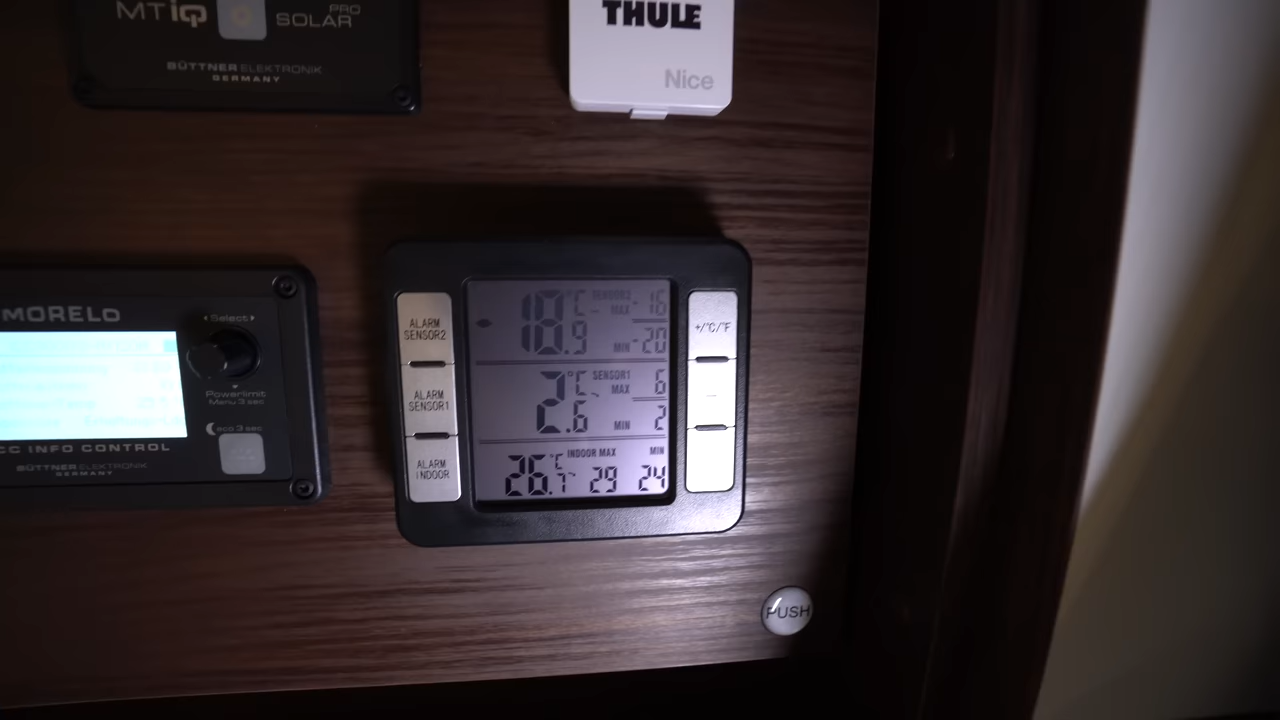 MTiQ SOLAR PRO
BÜTTNER ELEKTRONIK
GERMANY
THULE
Nice
MORELO
Select
Powerlimit
Menu 3 sec
eco 3 sec
CC INFO CONTROL
BÜTTNER ELEKTRONIK
GERMANY
ALARM
SENSOR2
ALARM
SENSOR1
ALARM
INDOOR
18.9 °C SENSOR2
MAX -16
MIN -20
2.6 °C SENSOR1
MAX 6
MIN 2
INDOOR MAX MIN
26.1 °C 29 24
+/°C/°F
PUSH